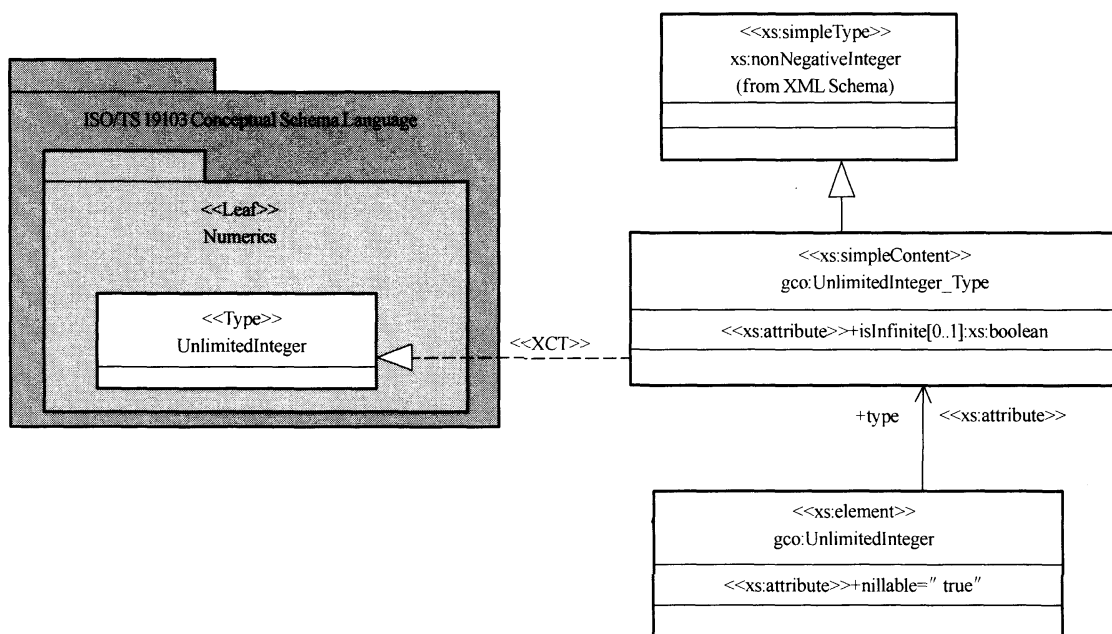 <<xs:simpleType>>
xs:nonNegativeInteger
(from XML Schema)
ISO/TS 19103 Conceptual Schema Language
<<Leaf>>
Numerics
<<Type>>
UnlimitedInteger
<<XCT>>
<<xs:simpleContent>>
gco:UnlimitedInteger_Type
<<xs:attribute>>+isInfinite[0..1]:xs:boolean
+type <<xs:attribute>>
<<xs:element>>
gco:UnlimitedInteger
<<xs:attribute>>+nillable=″ true″